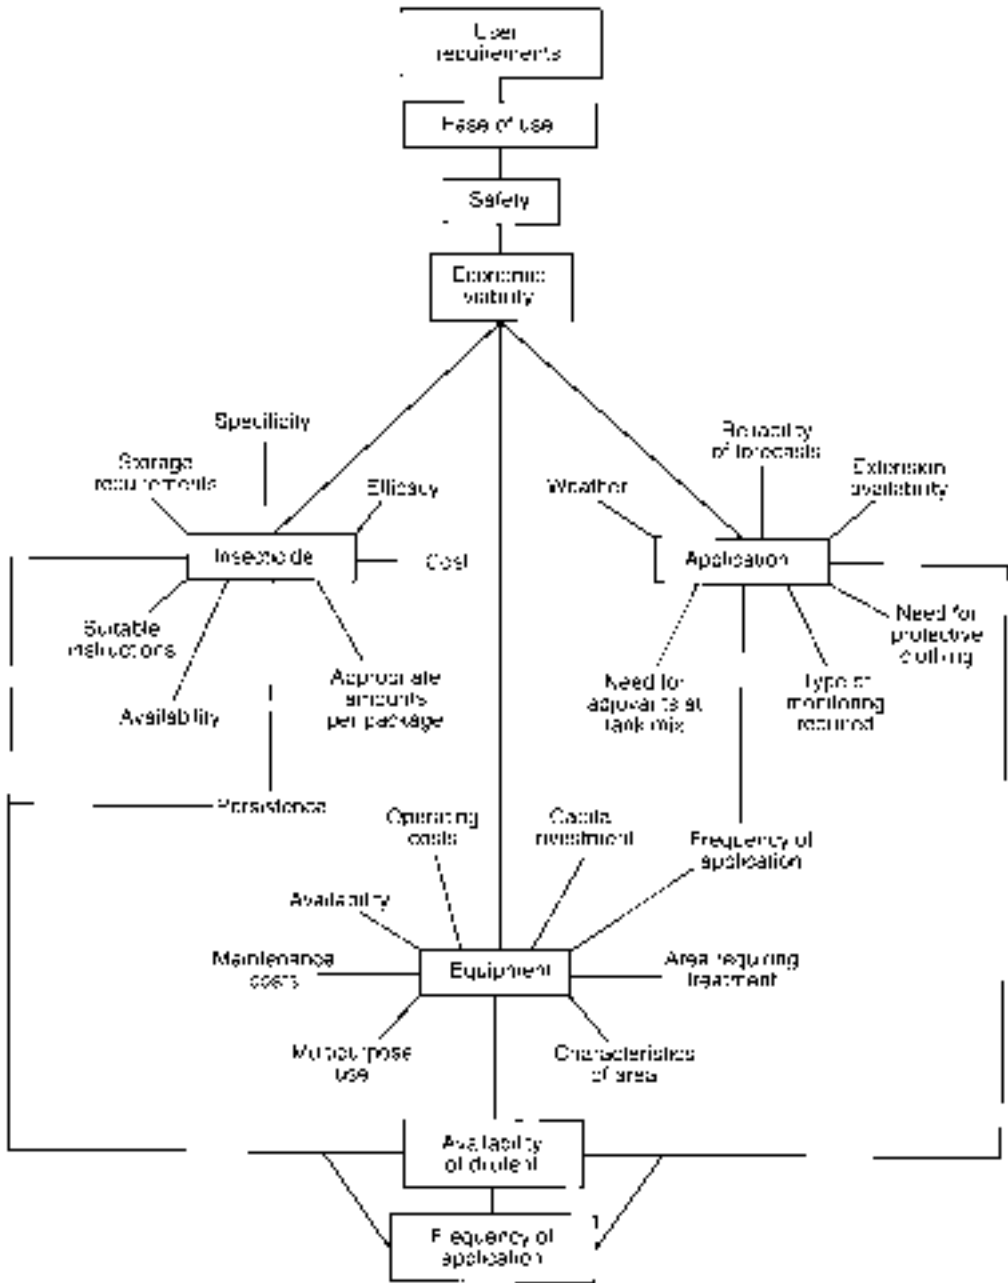 User
requirements
Ease of use
Safety
Economic
viability
Specificity
Storage
requirements
Efficacy
Insecticide
Cost
Suitable
instructions
Availability
Appropriate
amounts
per package
Persistence
Reliability
of forecasts
Weather
Extension
availability
Application
Need for
protective
clothing
Need for
adjuvants at
tank mix
Type of
monitoring
required
Operating
costs
Capital
investment
Frequency of
application
Availability
Maintenance
costs
Equipment
Area requiring
treatment
Multipurpose
use
Characteristics
of area
Availability
of diluent
Frequency of
application